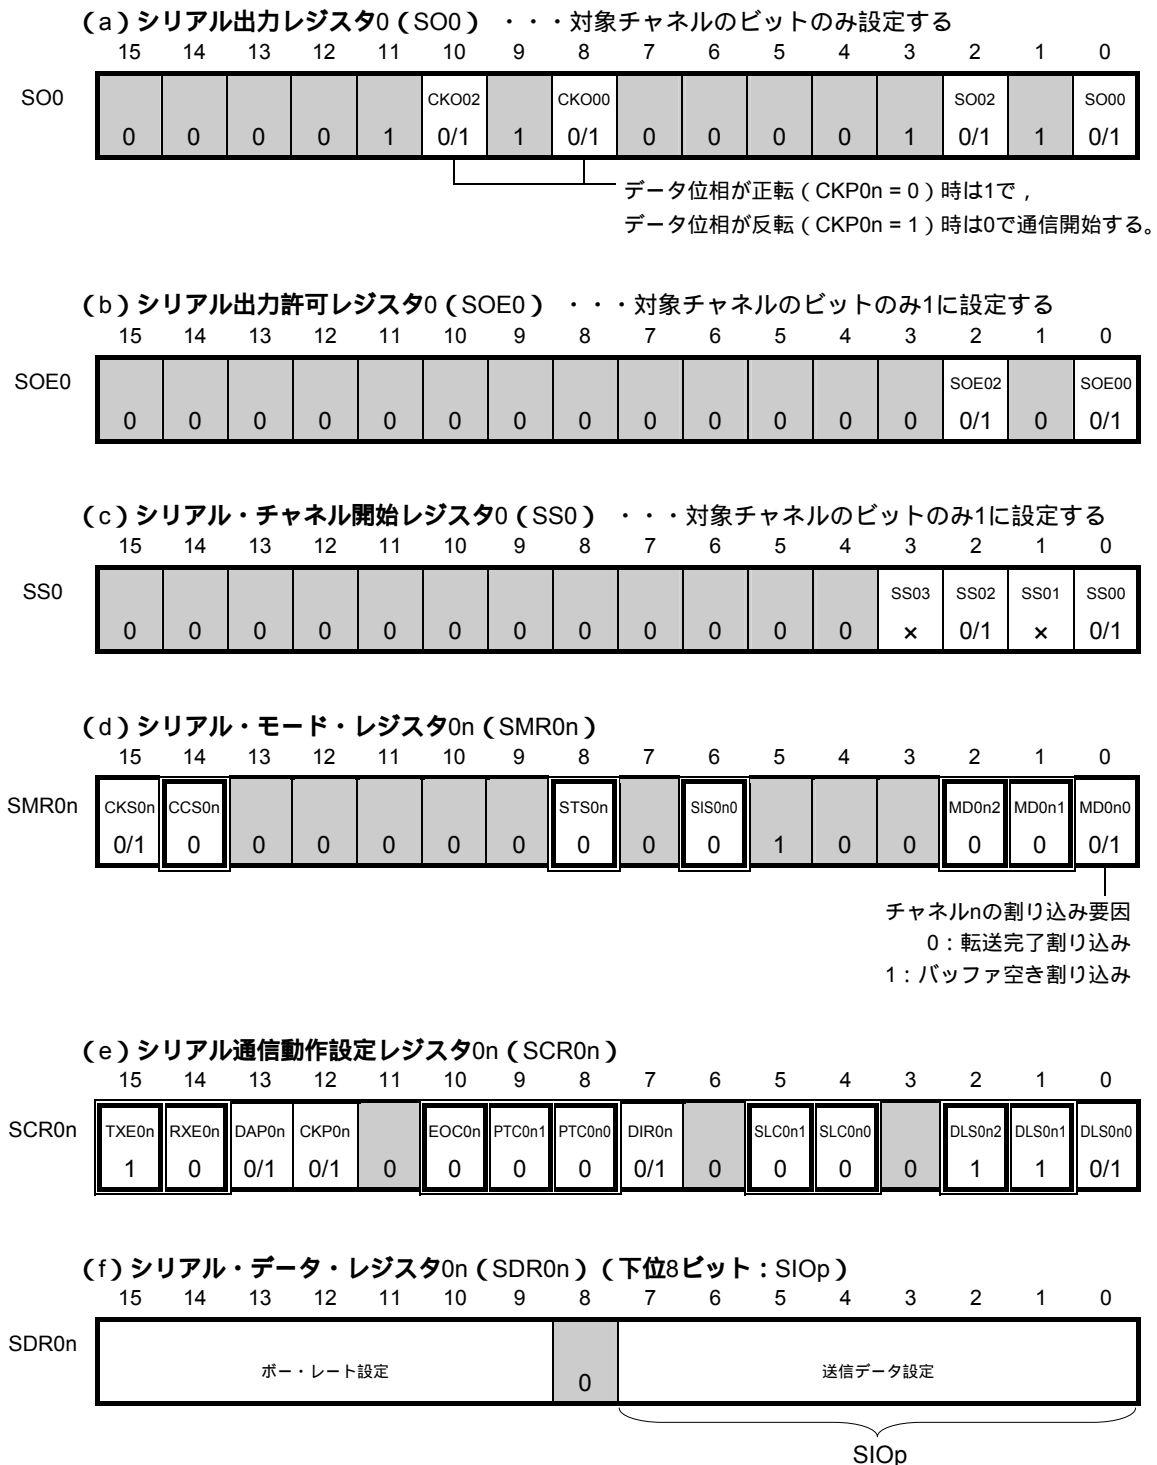 (a)シリアル出力レジスタ0(SO0) ・・・対象チャネルのビットのみ設定する
15 14 13 12 11 10 9 8 7 6 5 4 3 2 1 0
SO0
CKO02 CKO00 SO02 SO00
0 0 0 0 1 0/1 1 0/1 0 0 0 0 1 0/1 1 0/1
データ位相が正転(CKP0n = 0)時は1で,
データ位相が反転(CKP0n = 1)時は0で通信開始する。
(b)シリアル出力許可レジスタ0(SOE0) ・・・対象チャネルのビットのみ1に設定する
15 14 13 12 11 10 9 8 7 6 5 4 3 2 1 0
SOE0
SOE02 SOE00
0 0 0 0 0 0 0 0 0 0 0 0 0 0/1 0 0/1
(c)シリアル・チャネル開始レジスタ0(SS0) ・・・対象チャネルのビットのみ1に設定する
15 14 13 12 11 10 9 8 7 6 5 4 3 2 1 0
SS0
SS03 SS02 SS01 SS00
0 0 0 0 0 0 0 0 0 0 0 0 × 0/1 × 0/1
(d)シリアル・モード・レジスタ0n(SMR0n)
15 14 13 12 11 10 9 8 7 6 5 4 3 2 1 0
SMR0n
CKS0n CCS0n STS0n SIS0n0 MD0n2 MD0n1 MD0n0
0/1 0 0 0 0 0 0 0 0 0 1 0 0 0 0 0/1
チャネルnの割り込み要因
0:転送完了割り込み
1:バッファ空き割り込み
(e)シリアル通信動作設定レジスタ0n(SCR0n)
15 14 13 12 11 10 9 8 7 6 5 4 3 2 1 0
SCR0n
TXE0n RXE0n DAP0n CKP0n EOC0n PTC0n1 PTC0n0 DIR0n SLC0n1 SLC0n0 DLS0n2 DLS0n1 DLS0n0
1 0 0/1 0/1 0 0 0 0 0/1 0 0 0 0 1 1 0/1
(f)シリアル・データ・レジスタ0n(SDR0n)(下位8ビット:SIOp)
15 14 13 12 11 10 9 8 7 6 5 4 3 2 1 0
SDR0n
ボー・レート設定 0 送信データ設定
SIOp